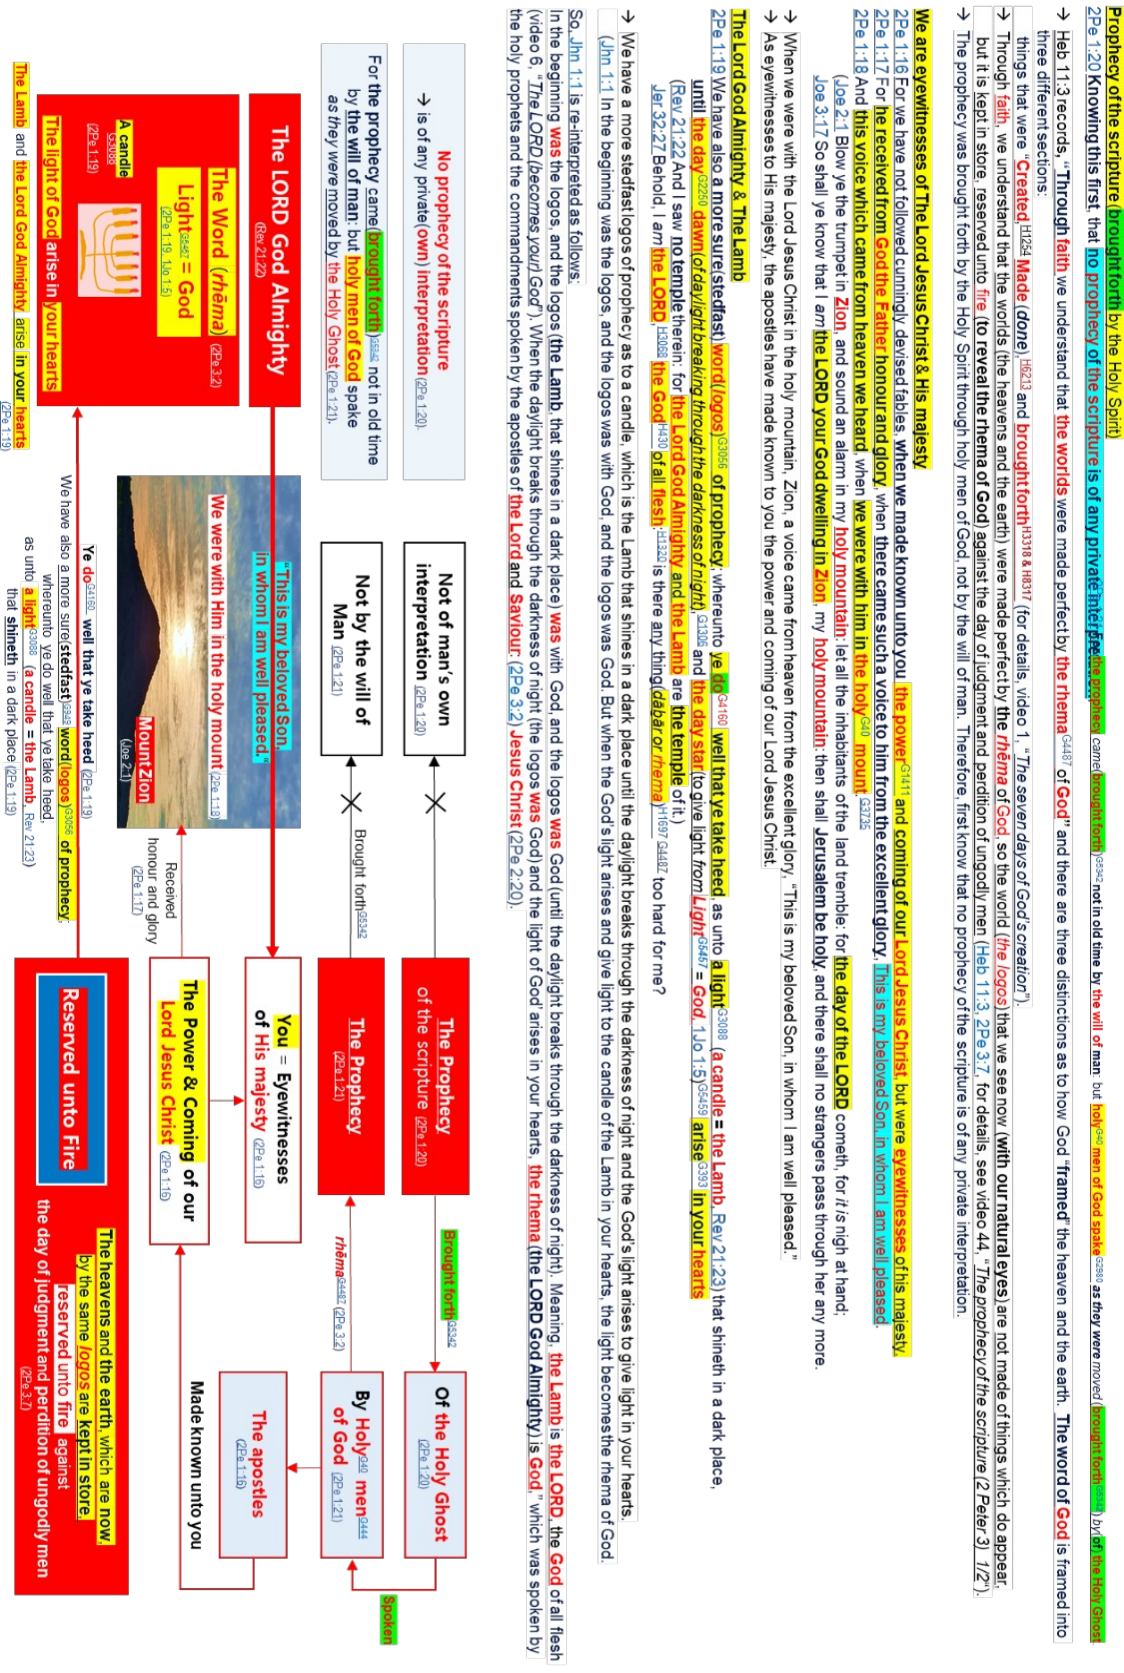 Prophecy of the scripture (brought forth by the Holy Spirit)
2Pe 1:20 Knowing this first, that no prophecy of the scripture is of any private interpretation. the prophecy came(brought forth)G5342 not in old time by the will of man: but holyG40 men of God spakeG2980 as they were moved (brought forthG5342) by(of) the Holy Ghost.
→ Heb 11:3 records, "Through faith we understand that the worlds were made perfect by the rhemaG4487 of God" and there are three distinctions as to how God "framed" the heaven and the earth. The word of God is framed into
three different sections:
things that were "Created,H1254 Made (done),H6213 and brought forthH3318 & H8317 (for details, video 1, "The seven days of God's creation").
→ Through faith, we understand that the worlds (the heavens and the earth) were made perfect by the rhēma of God, so the world (the logos) that we see now (with our natural eyes) are not made of things which do appear,
but it is kept in store, reserved unto fire (to reveal the rhema of God) against the day of judgment and perdition of ungodly men (Heb 11:3, 2Pe 3:7, for details, see video 44, "The prophecy of the scripture (2 Peter 3) 1/2").
→ The prophecy was brought forth by the Holy Spirit through holy men of God, not by the will of man. Therefore, first know that no prophecy of the scripture is of any private interpretation.
We are eyewitnesses of The Lord Jesus Christ & His majesty
2Pe 1:16 For we have not followed cunningly devised fables, when we made known unto you the powerG1411 and coming of our Lord Jesus Christ, but were eyewitnesses of his majesty.
2Pe 1:17 For he received from God the Father honour and glory, when there came such a voice to him from the excellent glory, This is my beloved Son, in whom I am well pleased.
2Pe 1:18 And this voice which came from heaven we heard, when we were with him in the holyG40 mount.G3735
(Joe 2:1 Blow ye the trumpet in Zion, and sound an alarm in my holy mountain: let all the inhabitants of the land tremble: for the day of the LORD cometh, for it is nigh at hand;
Joe 3:17 So shall ye know that I am the LORD your God dwelling in Zion, my holy mountain: then shall Jerusalem be holy, and there shall no strangers pass through her any more.
→ When we were with the Lord Jesus Christ in the holy mountain, Zion, a voice came from heaven from the excellent glory, "This is my beloved Son, in whom I am well pleased."
→ As eyewitnesses to His majesty, the apostles have made known to you the power and coming of our Lord Jesus Christ.
The Lord God Almighty & The Lamb
2Pe 1:19 We have also a more sure(stedfast) word(logos)G3056 of prophecy; whereunto ye doG4160 well that ye take heed, as unto a lightG3088 (a candle = the Lamb, Rev 21:23) that shineth in a dark place,
until the dayG2250 dawn(of daylight breaking through the darkness of night),G1306 and the day star(to give light from LightG5457 = God, 1Jo 1:5)G5459 ariseG393 in your hearts
(Rev 21:22 And I saw no temple therein: for the Lord God Almighty and the Lamb are the temple of it.)
Jer 32:27 Behold, I am the LORD,H3068 the GodH430 of all flesh:H1320 is there any thing(dabar or rhema)H1697 G4487 too hard for me?
→ We have a more stedfast logos of prophecy as to a candle, which is the Lamb that shines in a dark place until the daylight breaks through the darkness of night and the God's light arises to give light in your hearts.
(Jhn 1:1 In the beginning was the logos, and the logos was with God, and the logos was God. But when the God's light arises and give light to the candle of the Lamb in your hearts, the light becomes the rhema of God.
So, Jhn 1:1 is re-interpreted as follows:
In the beginning was the logos, and the logos (the Lamb, that shines in a dark place) was with God, and the logos was God (until the daylight breaks through the darkness of night). Meaning, the Lamb is the LORD, the God of all flesh
(video 6, "The LORD (becomes your) God"). When the daylight breaks through the darkness of night (the logos was God) and the light of God arises in your hearts, the rhema (the LORD God Almighty) is God," which was spoken by
the holy prophets and the commandments spoken by the apostles of the Lord and Saviour: (2Pe 3:2) Jesus Christ (2Pe 2:20).
No prophecy of the scripture
→ is of any private(own) interpretation (2Pe 1:20).
Not of man's own
interpretation (2Pe 1:20)
The Prophecy
of the scripture (2Pe 1:20)
Brought forthG5342
Of the Holy Ghost
(2Pe 1:20)
For the prophecy came(brought forth)G5342 not in old time
by the will of man: but holy men of God spake
as they were moved by the Holy Ghost (2Pe 1:21).
Not by the will of
Man (2Pe 1:21)
Brought forthG5342
The Prophecy
(2Pe 1:21)
rhēmaG4487 (2Pe 3:2)
By HolyG40 menG444
of God (2Pe 1:21)
Spoken
The LORD God Almighty
(Rev 21:22)
"This is my beloved Son,
in whom I am well pleased."
You = Eyewitnesses
of His majesty (2Pe 1:16)
The apostles
(2Pe 1:16)
The Word (rhēma) (2Pe 3:2)
LightG5457 = God
(2Pe 1:19, 1Jo 1:5)
A candle
G3088
(2Pe 1:19)
The light of God arise in your hearts
We were with Him in the holy mount (2Pe 1:18)
Mount Zion
(Joe 2:1)
Received
honour and glory
(2Pe 1:17)
The Power & Coming of our
Lord Jesus Christ (2Pe 1:16)
Made known unto you
The Lamb and the Lord God Almighty arise in your hearts
(2Pe 1:19)
Ye doG4160 well that ye take heed (2Pe 1:19)
We have also a more sure(stedfast)G949 word(logos)G3056 of prophecy;
whereunto ye do well that ye take heed,
as unto a lightG3088 (a candle = the Lamb, Rev 21:23)
that shineth in a dark place (2Pe 1:19)
Reserved unto Fire
The heavens and the earth, which are now,
by the same logos are kept in store,
reserved unto fire against
the day of judgment and perdition of ungodly men
(2Pe 3:7)